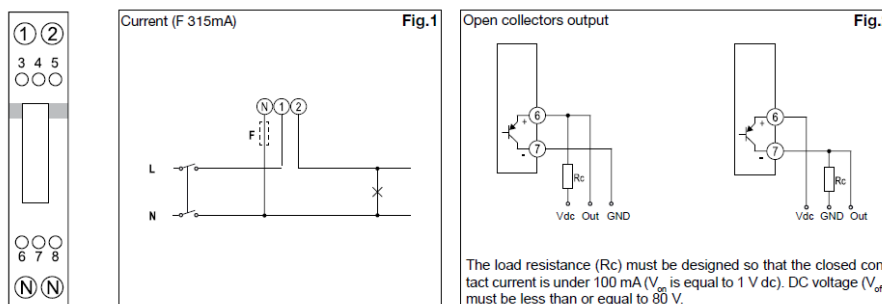 1 2
3 4 5
6 7 8
N N
Current (F 315mA) Fig.1
N 1 2
F
L
N
Open collectors output Fig.
6
+
7
-
Rc
Vdc Out GND
6
+
7
-
Rc
Vdc GND Out
The load resistance (Rc) must be designed so that the closed con-
tact current is under 100 mA (Von is equal to 1 V dc). DC voltage (Vof
must be less than or equal to 80 V.